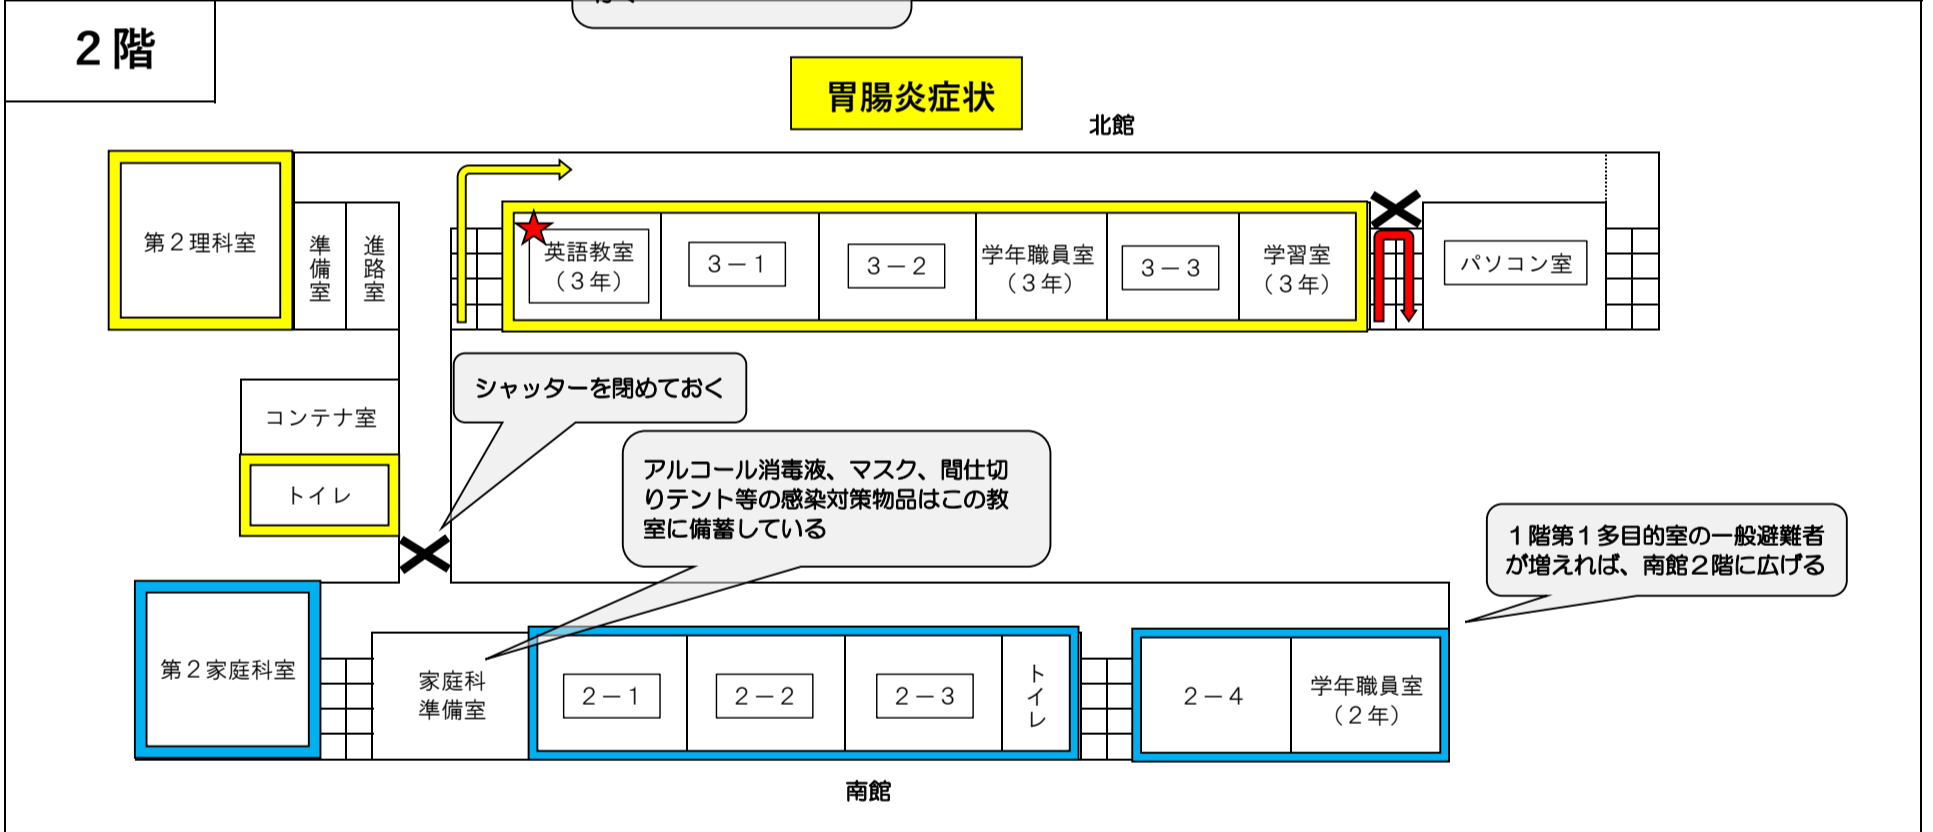 ２階
胃腸炎症状
北館
第２理科室
準備室
進路室
英語教室
（３年）
３－１
３－２
学年職員室
（３年）
３－３
学習室
（３年）
パソコン室
シャッターを閉めておく
コンテナ室
トイレ
アルコール消毒液、マスク、間仕切
りテント等の感染対策物品はこの教
室に備蓄している
１階第１多目的室の一般避難者
が増えれば、南館２階に広げる
第２家庭科室
家庭科
準備室
２－１
２－２
２－３
トイレ
２－４
学年職員室
（２年）
南館